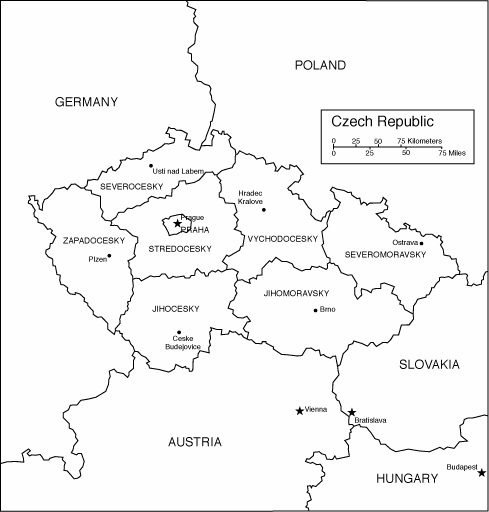 POLAND
GERMANY
Czech Republic
0 25 50 75 Kilometers
0 25 50 75 Miles
Usti nad Labem
SEVEROCESKY
Hradec
Kralove
Prague
PRAHA
ZAPADOCESKY
STREDOCESKY
VYCHODOCESKY
Ostrava
SEVEROMORAVSKY
Plzen
JIHOCESKY
JIHOMORAVSKY
Brno
Ceske
Budejovice
SLOVAKIA
Vienna
Bratislava
AUSTRIA
Budapest
HUNGARY